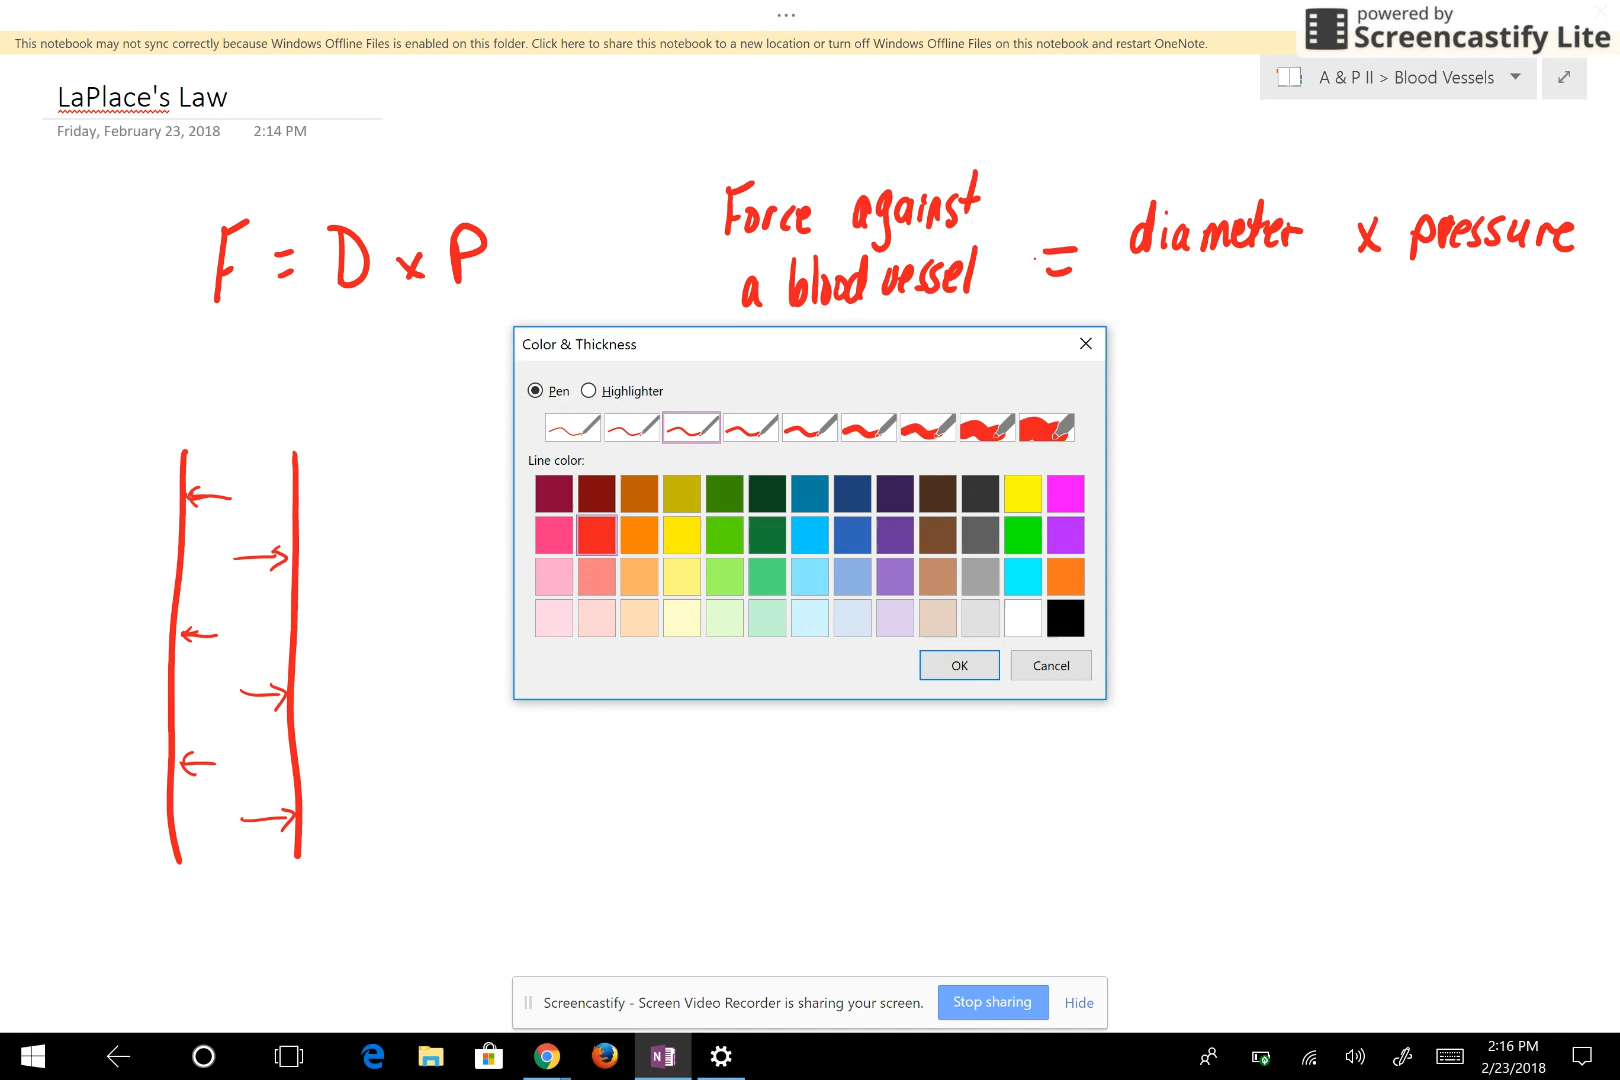 powered by
Screencastify Lite
This notebook may not sync correctly because Windows Offline Files is enabled on this folder. Click here to share this notebook to a new location or turn off Windows Offline Files on this notebook and restart OneNote.
A & P II > Blood Vessels
LaPlace's Law
Friday, February 23, 2018 2:14 PM
F = D x P
Force against
a blood vessel
= diameter x pressure
Color & Thickness
Pen Highlighter
Line color:
OK Cancel
Screencastify - Screen Video Recorder is sharing your screen. Stop sharing Hide
2:16 PM
2/23/2018